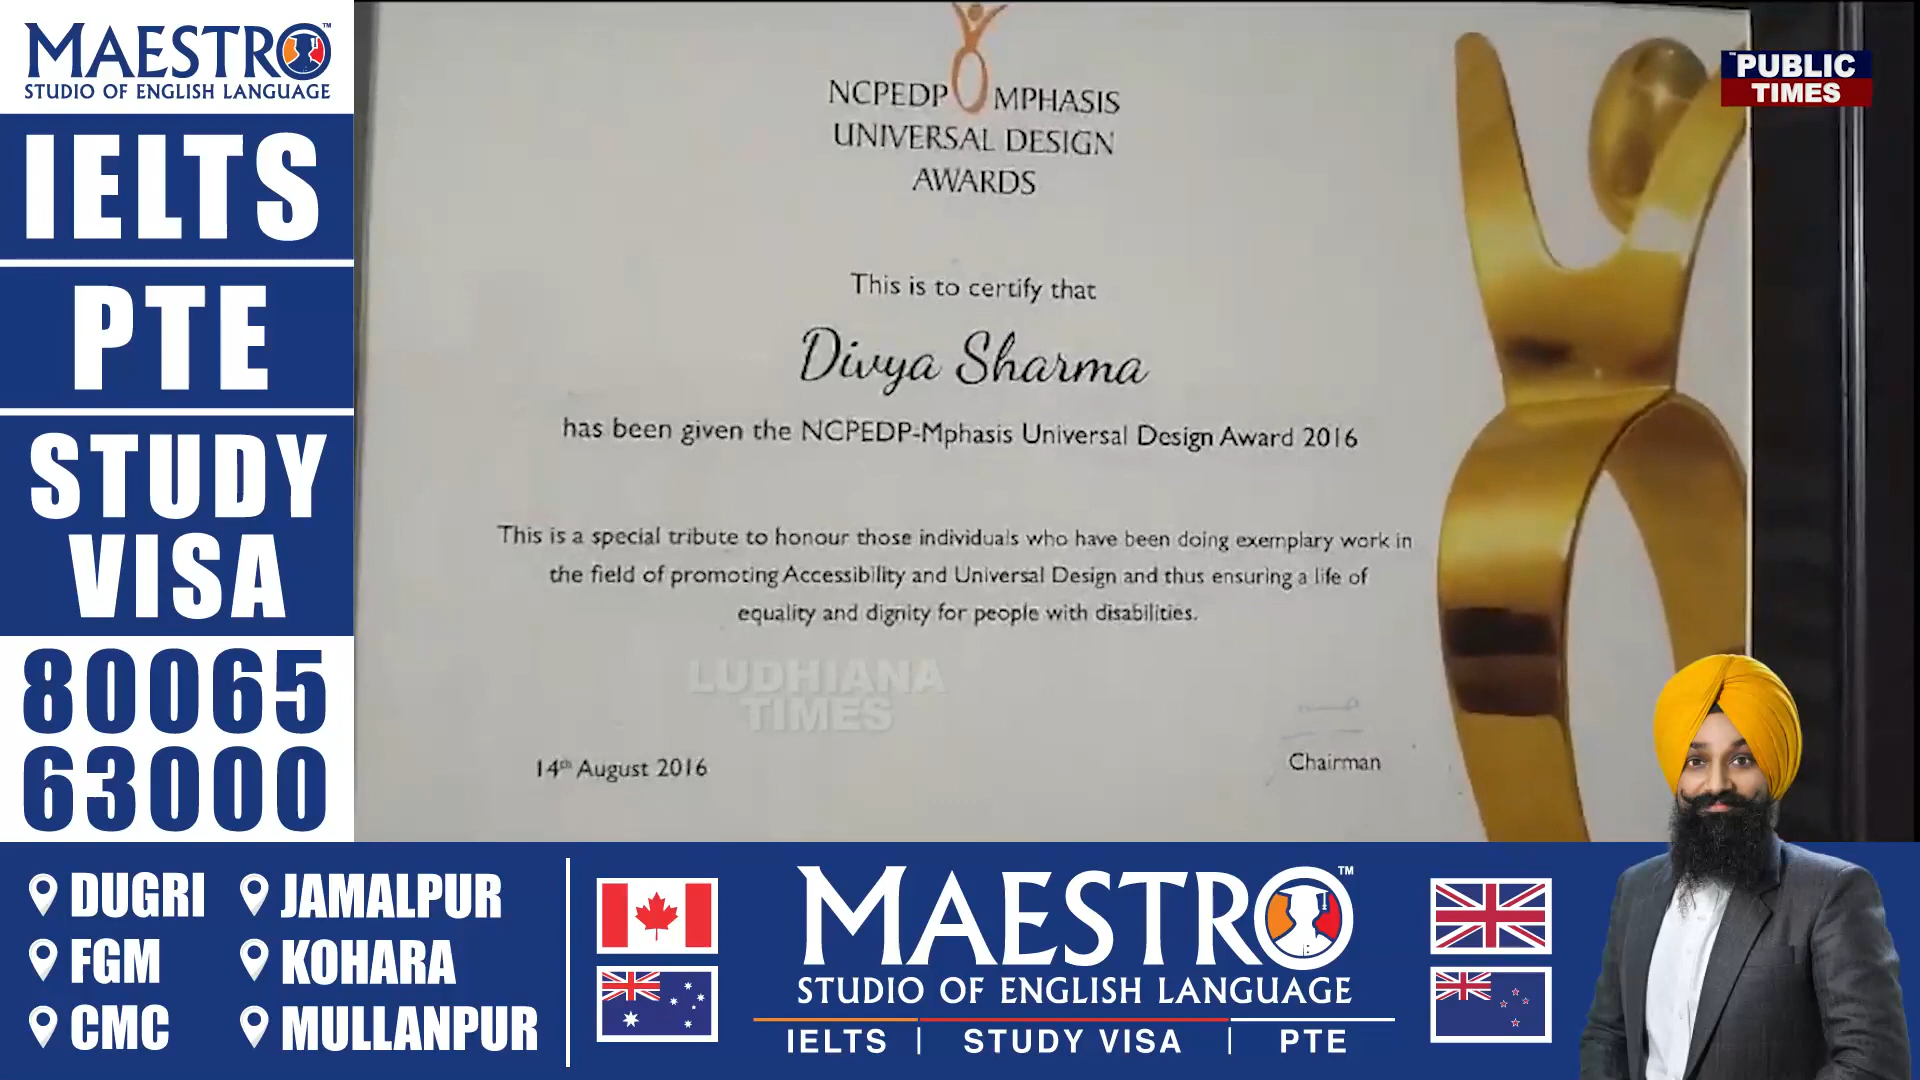 MAESTRO™
STUDIO OF ENGLISH LANGUAGE
IELTS
PTE
STUDY
VISA
80065
63000
NCPEDP MPHASIS
UNIVERSAL DESIGN
AWARDS
This is to certify that
Divya Sharma
has been given the NCPEDP-Mphasis Universal Design Award 2016
This is a special tribute to honour those individuals who have been doing exemplary work in
the field of promoting Accessibility and Universal Design and thus ensuring a life of
equality and dignity for people with disabilities.
LUDHIANA
TIMES
14th August 2016
Chairman
THE
PUBLIC
TIMES
DUGRI
FGM
CMC
JAMALPUR
KOHARA
MULLANPUR
MAESTRO™
STUDIO OF ENGLISH LANGUAGE
IELTS | STUDY VISA | PTE